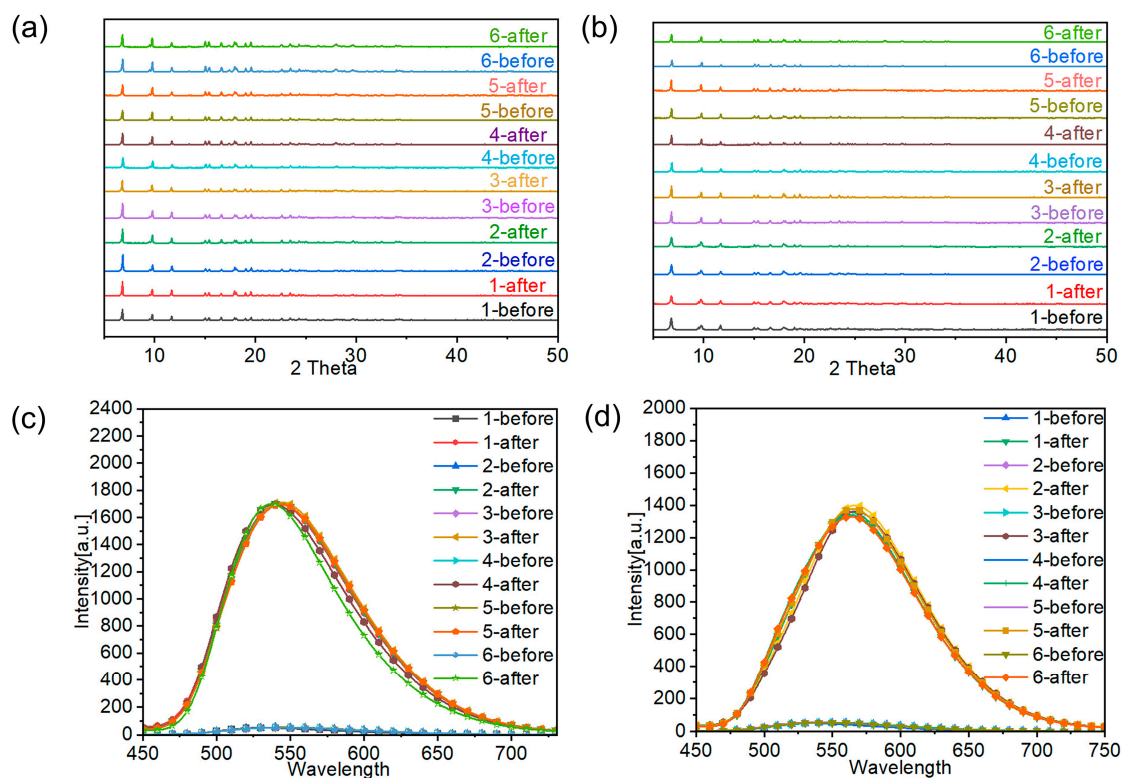 (a)
6-after
6-before
5-after
5-before
4-after
4-before
3-after
3-before
2-after
2-before
1-after
1-before
10 20 30 40 50
2 Theta
(b)
6-after
6-before
5-after
5-before
4-after
4-before
3-after
3-before
2-after
2-before
1-after
1-before
10 20 30 40 50
2 Theta
(c)
2400
2200
2000
1800
1600
1400
1200
1000
800
600
400
200
0
Intensity[a.u.]
1-before
1-after
2-before
2-after
3-before
3-after
4-before
4-after
5-before
5-after
6-before
6-after
450 500 550 600 650 700
Wavelength
(d)
2000
1800
1600
1400
1200
1000
800
600
400
200
0
Intensity[a.u.]
1-before
1-after
2-before
2-after
3-before
3-after
4-before
4-after
5-before
5-after
6-before
6-after
450 500 550 600 650 700 750
Wavelength